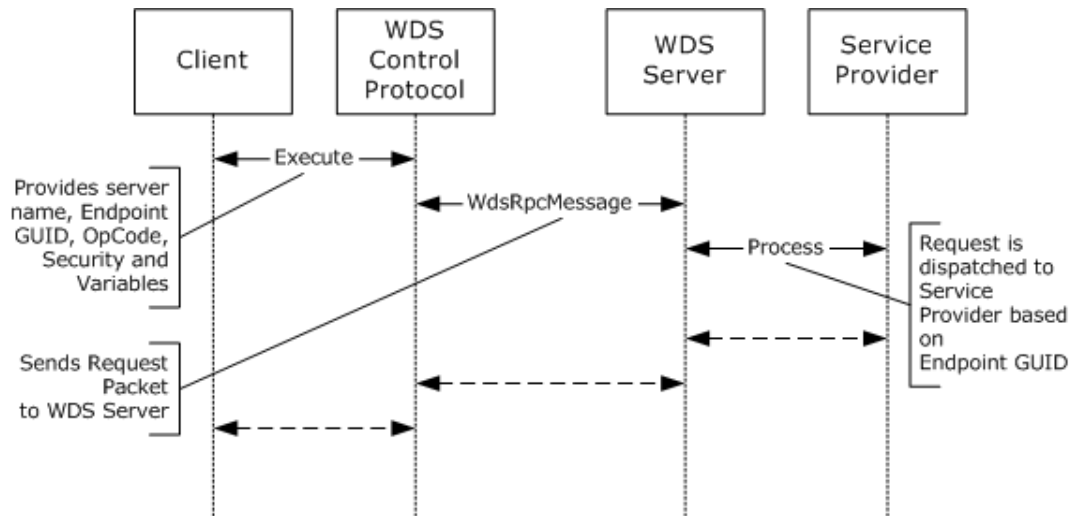 Client
WDS
Control
Protocol
WDS
Server
Service
Provider
Execute
Provides server
name, Endpoint
GUID, OpCode,
Security and
Variables
WdsRpcMessage
Process
Request is
dispatched to
Service
Provider based
on
Endpoint GUID
Sends Request
Packet
to WDS Server